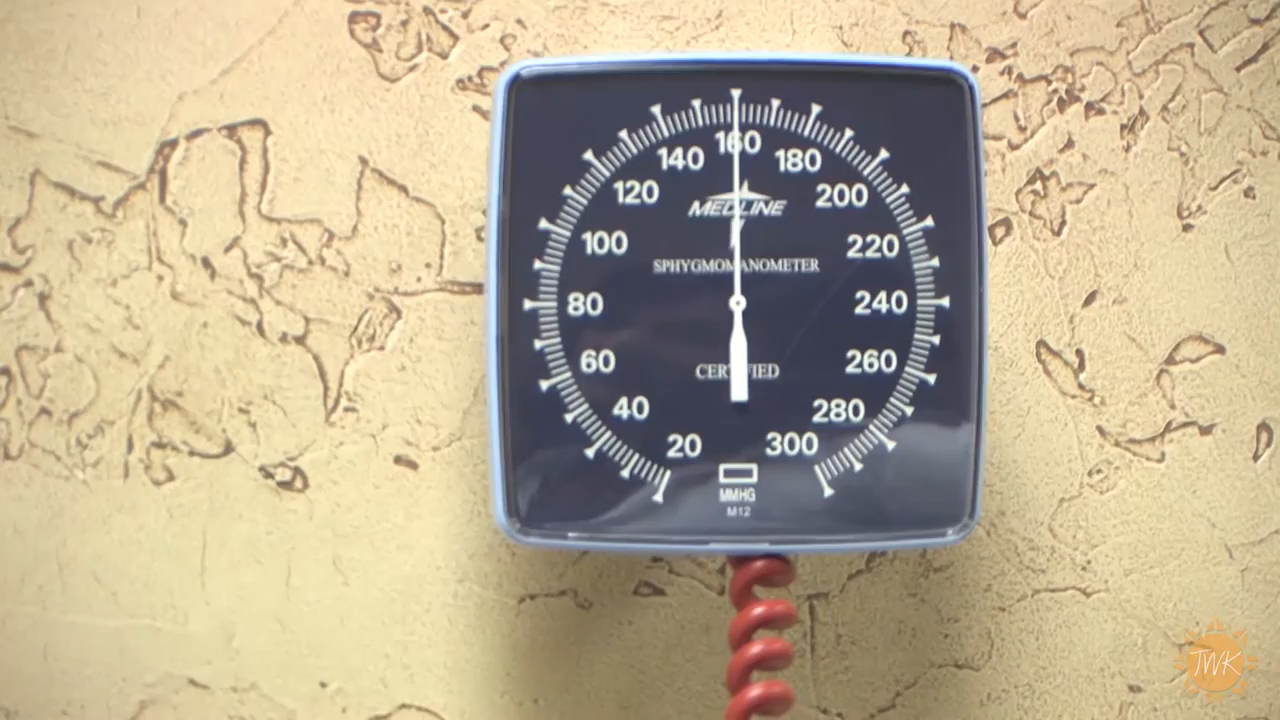 160
140 180
120 200
MEDLINE
100 220
SPHYGMOMANOMETER
80 240
60 260
CERTIFIED
40 280
20 300
MMHG
M12
TWK